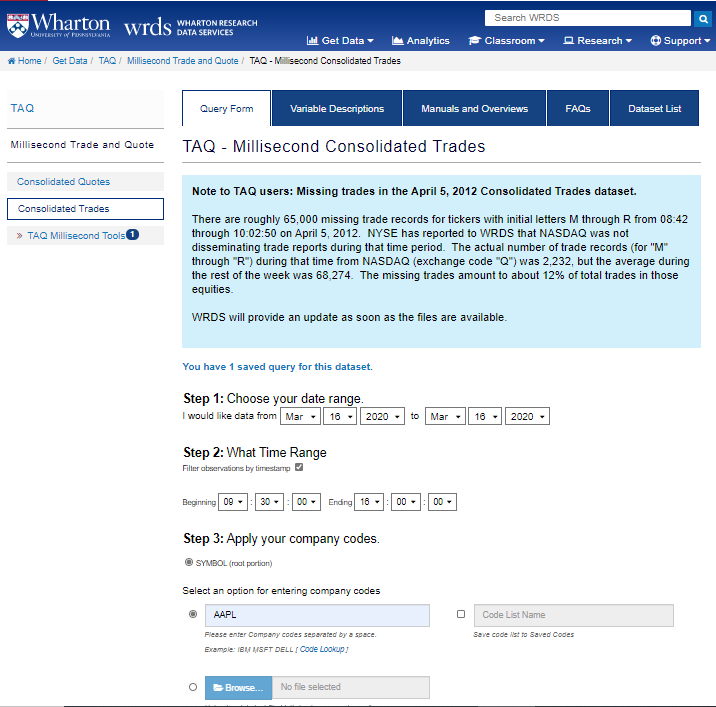 Wharton
UNIVERSITY OF PENNSYLVANIA
wrds
WHARTON RESEARCH
DATA SERVICES
Search WRDS
Get Data
Analytics
Classroom
Research
Support
Home / Get Data / TAQ / Millisecond Trade and Quote / TAQ - Millisecond Consolidated Trades
TAQ
Millisecond Trade and Quote
Consolidated Quotes
Consolidated Trades
» TAQ Millisecond Tools 1
Query Form
Variable Descriptions
Manuals and Overviews
FAQs
Dataset List
TAQ - Millisecond Consolidated Trades
Note to TAQ users: Missing trades in the April 5, 2012 Consolidated Trades dataset.
There are roughly 65,000 missing trade records for tickers with initial letters M through R from 08:42
through 10:02:50 on April 5, 2012. NYSE has reported to WRDS that NASDAQ was not
disseminating trade reports during that time period. The actual number of trade records (for "M"
through "R") during that time from NASDAQ (exchange code "Q") was 2,232, but the average during
the rest of the week was 68,274. The missing trades amount to about 12% of total trades in those
equities.
WRDS will provide an update as soon as the files are available.
You have 1 saved query for this dataset.
Step 1: Choose your date range.
I would like data from Mar 16 2020 to Mar 16 2020
Step 2: What Time Range
Filter observations by timestamp
Beginning 09 : 30 : 00 Ending 16 : 00 : 00
Step 3: Apply your company codes.
SYMBOL (root portion)
Select an option for entering company codes
AAPL
Code List Name
Please enter Company codes separated by a space.
Save code list to Saved Codes
Example: IBM MSFT DELL [ Code Lookup ]
Browse...
No file selected